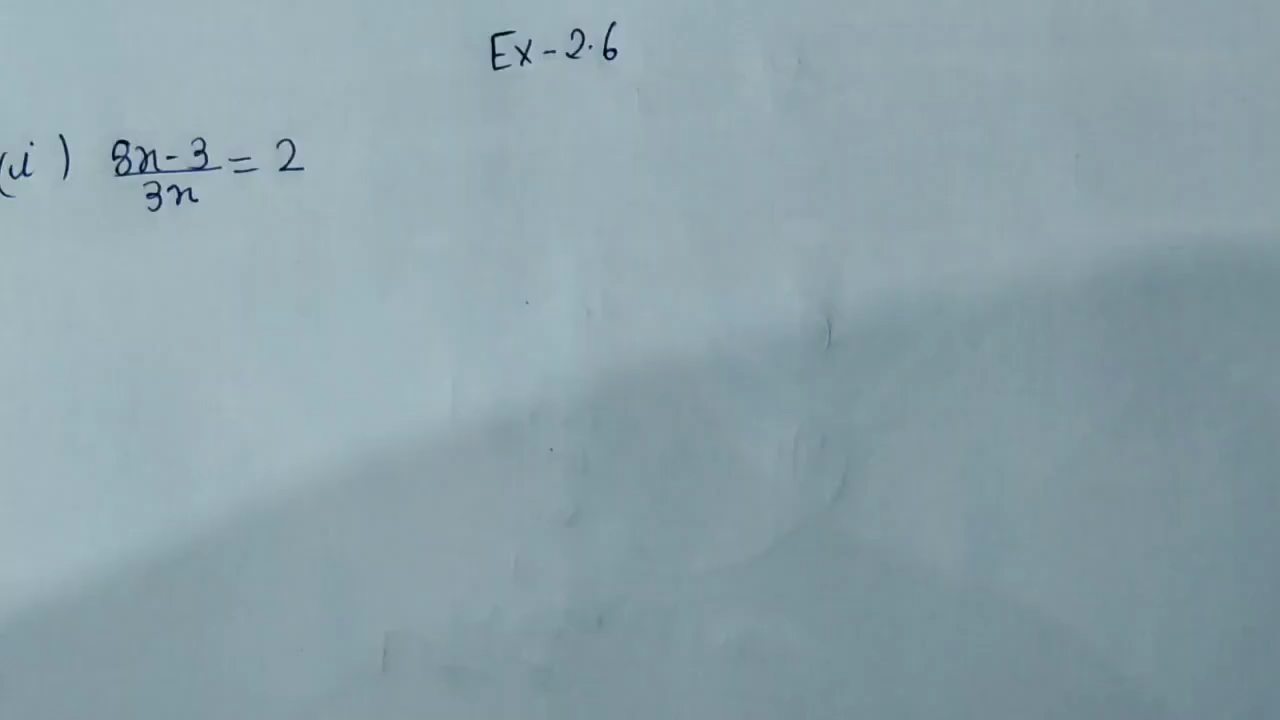 Ex - 2.6
(i) 8x - 3 / 3x = 2